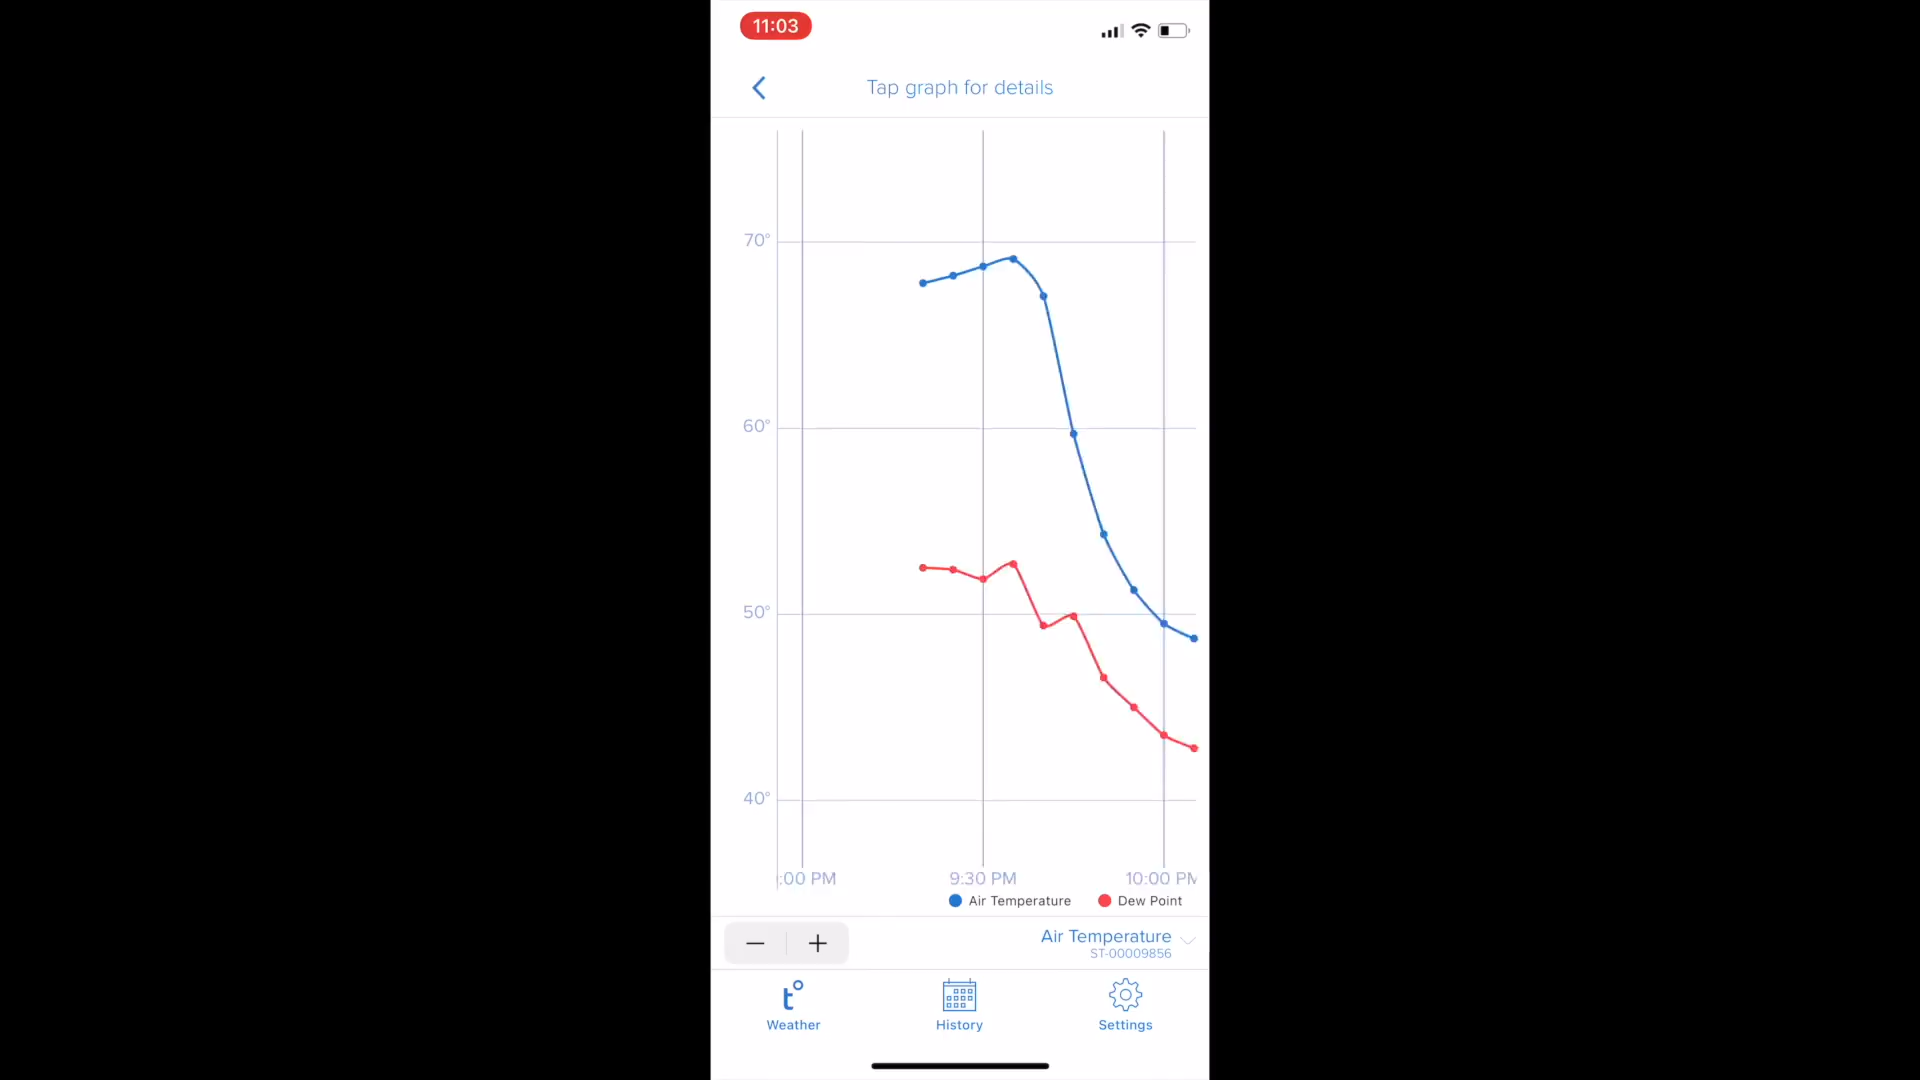 11:03
Tap graph for details
70°
60°
50°
40°
:00 PM 9:30 PM 10:00 PM
Air Temperature Dew Point
− +
Air Temperature
ST-00009856
t°
Weather History Settings